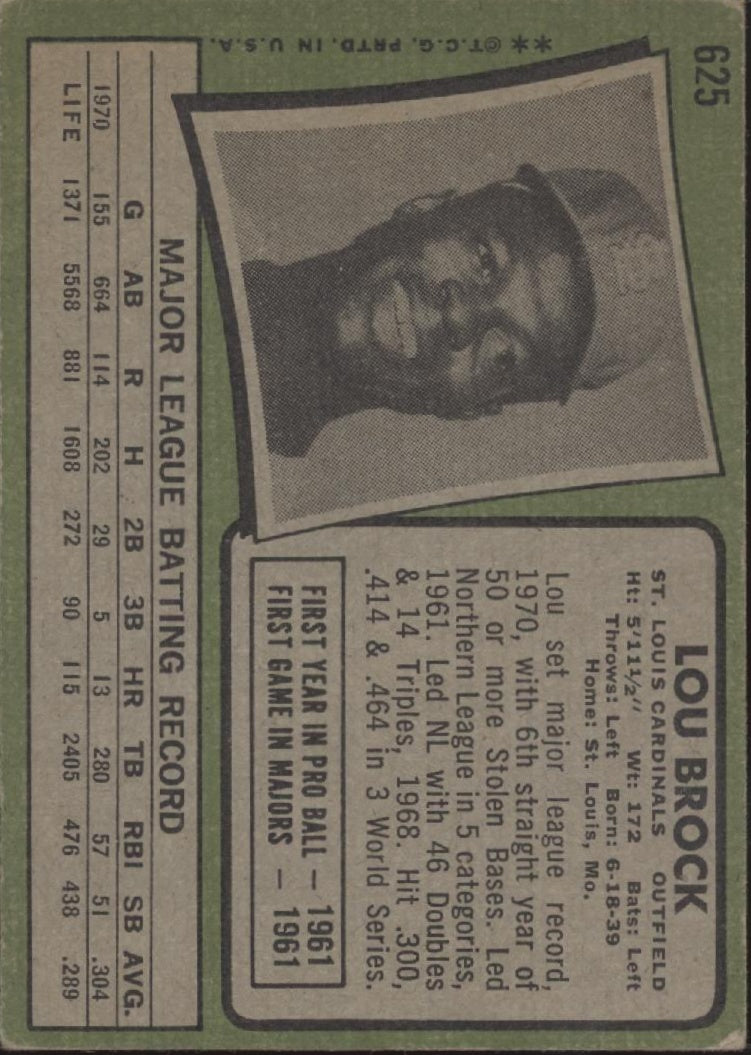 625
**©T.C.G. PRTD. IN U.S.A.
LOU BROCK
ST. LOUIS CARDINALS OUTFIELD
Ht: 5'11½" Wt: 172 Bats: Left
Throws: Left Born: 6-18-39
Home: St. Louis, Mo.
Lou set major league record,
1970, with 6th straight year of
50 or more Stolen Bases. Led
Northern League in 5 categories,
1961. Led NL with 46 Doubles
& 14 Triples, 1968. Hit .300,
.414 & .464 in 3 World Series.
FIRST YEAR IN PRO BALL — 1961
FIRST GAME IN MAJORS — 1961
MAJOR LEAGUE BATTING RECORD
G AB R H 2B 3B HR TB RBI SB AVG.
1970 155 664 114 202 29 5 13 280 57 51 .304
LIFE 1371 5568 881 1608 272 90 115 2405 476 438 .289